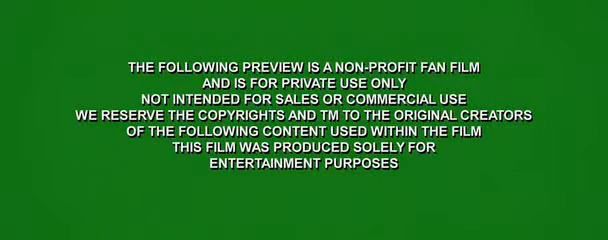 THE FOLLOWING PREVIEW IS A NON-PROFIT FAN FILM
AND IS FOR PRIVATE USE ONLY
NOT INTENDED FOR SALES OR COMMERCIAL USE
WE RESERVE THE COPYRIGHTS AND TM TO THE ORIGINAL CREATORS
OF THE FOLLOWING CONTENT USED WITHIN THE FILM
THIS FILM WAS PRODUCED SOLELY FOR
ENTERTAINMENT PURPOSES